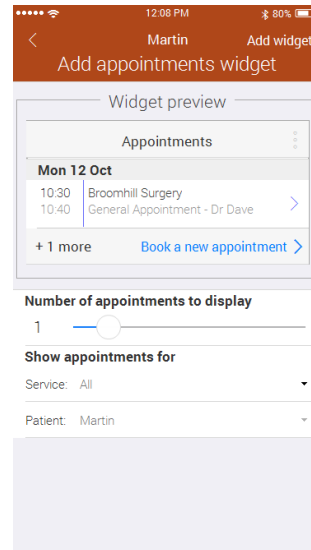 12:08 PM 80%
Martin Add widget
Add appointments widget
Widget preview
Appointments
Mon 12 Oct
10:30 Broomhill Surgery
10:40 General Appointment - Dr Dave
+ 1 more Book a new appointment
Number of appointments to display
1
Show appointments for
Service: All
Patient: Martin